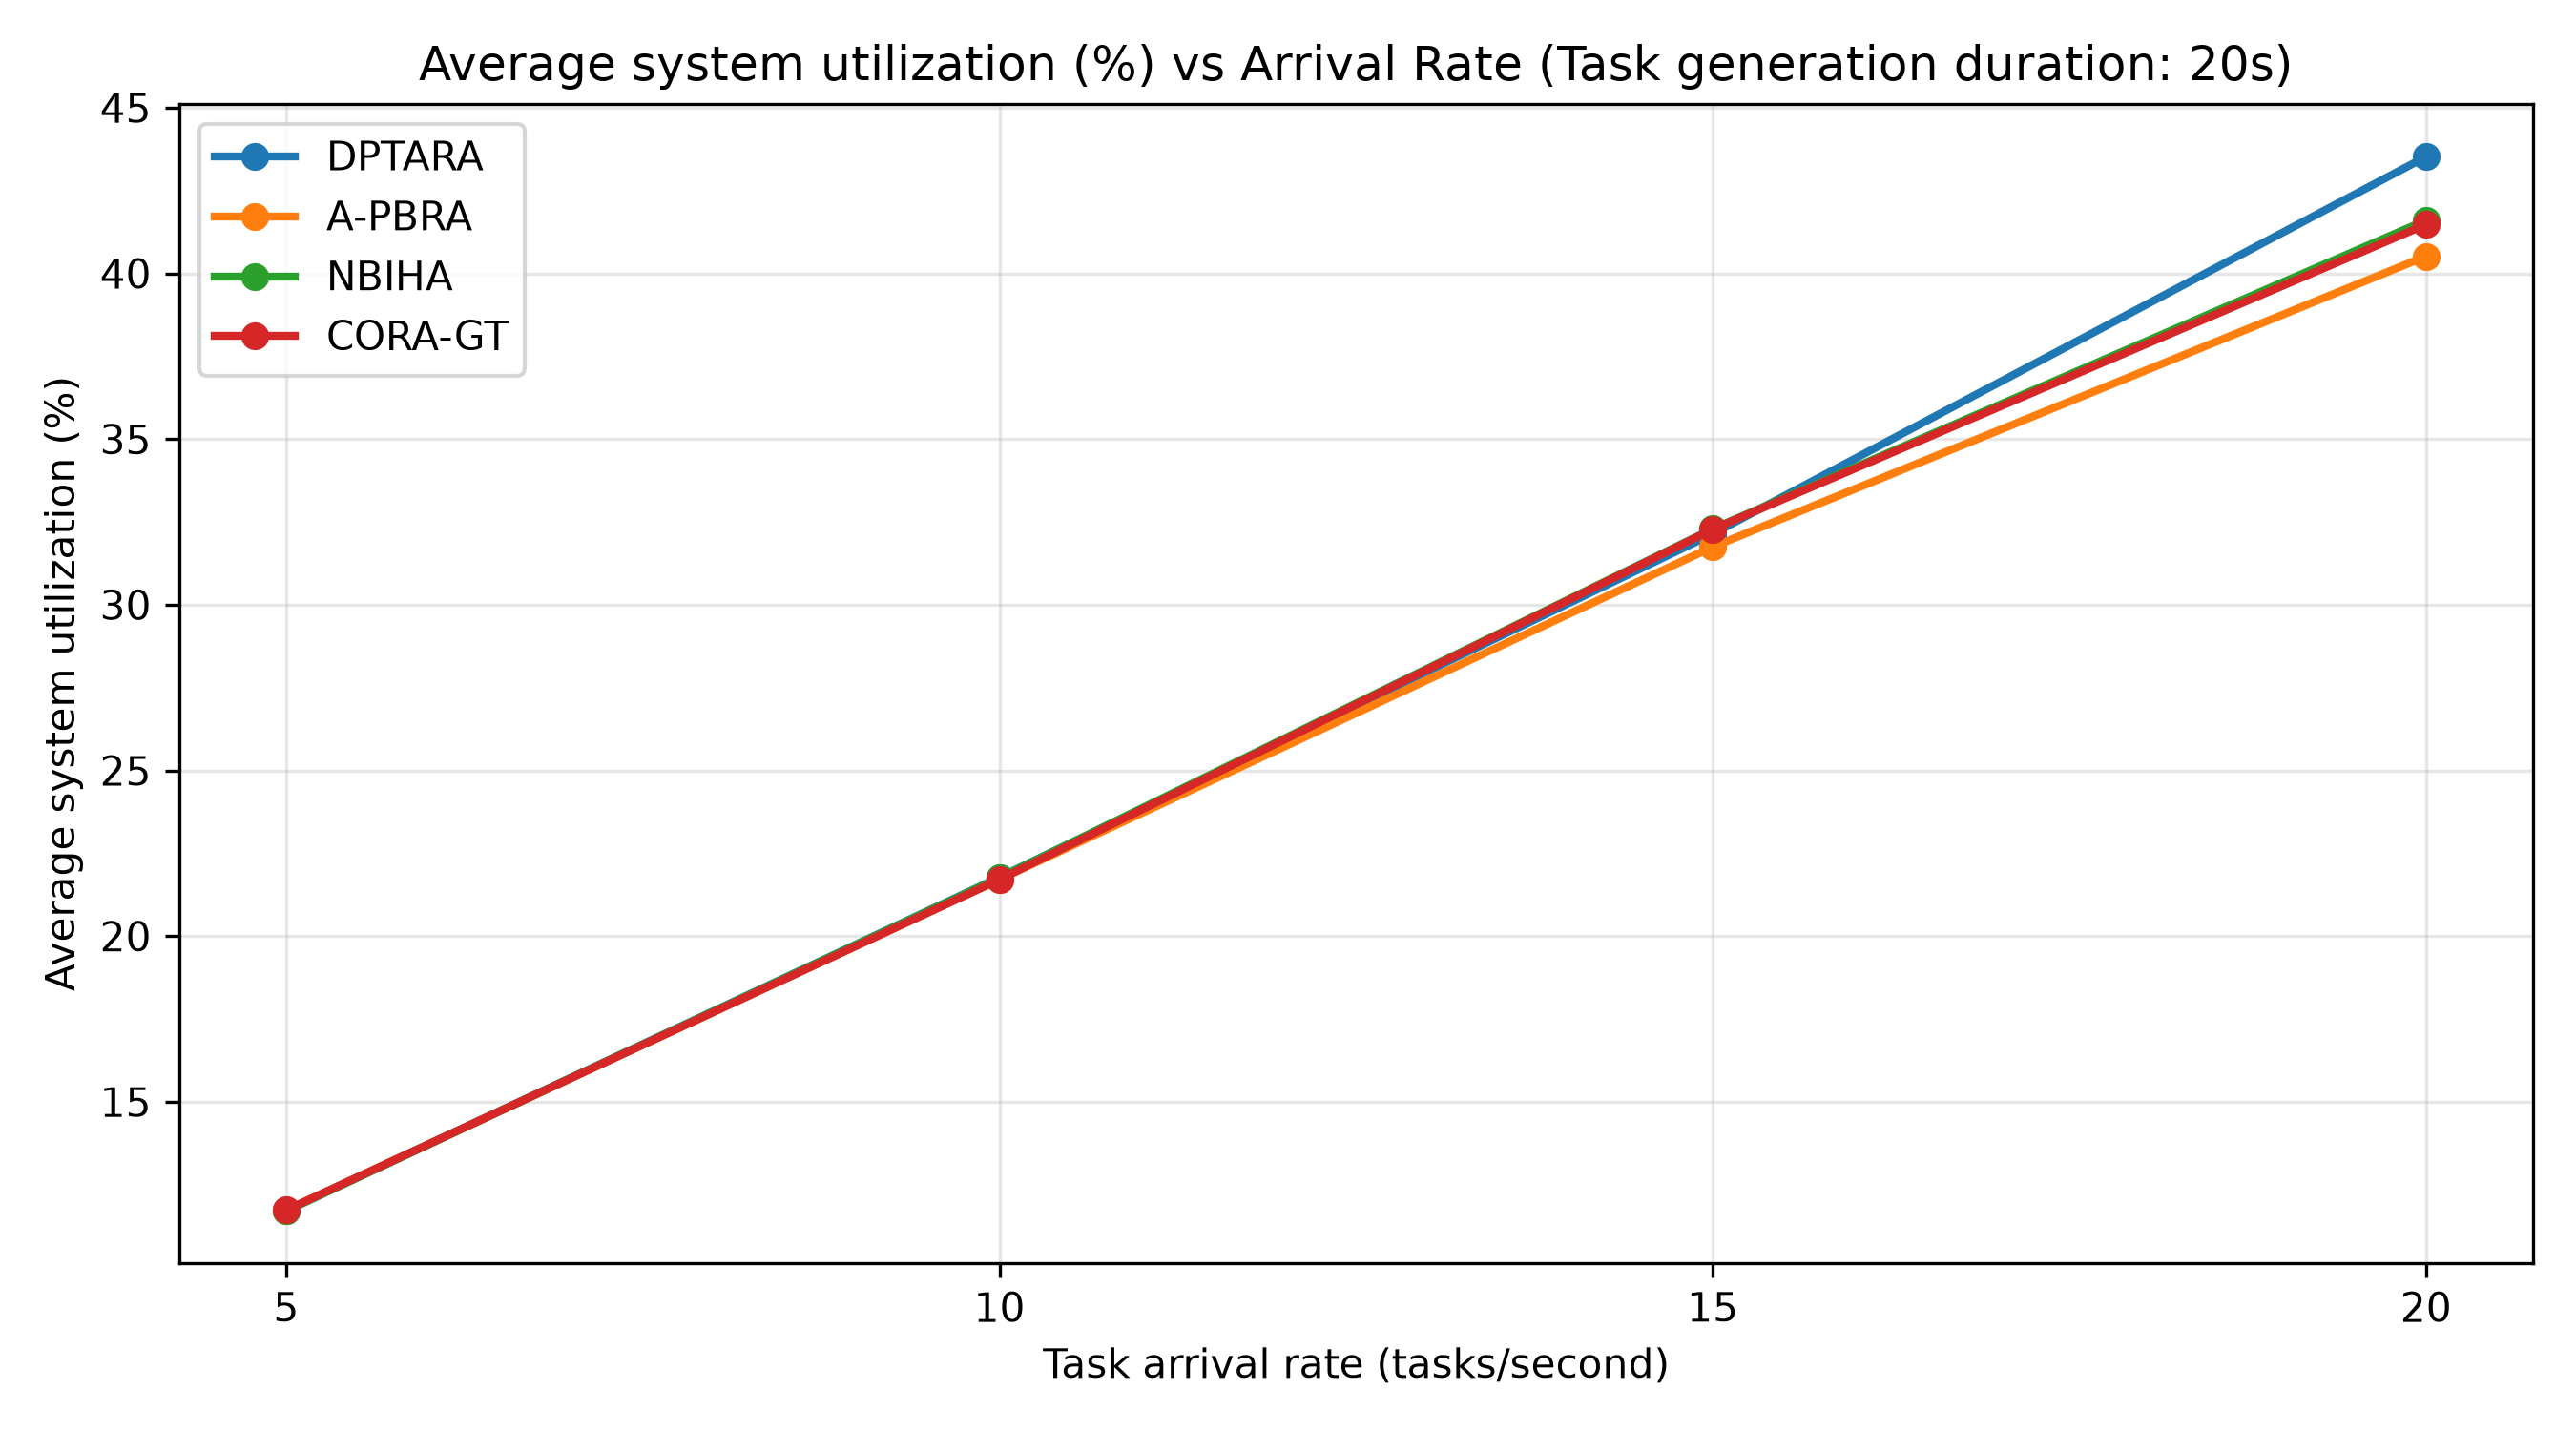 Average system utilization (%) vs Arrival Rate (Task generation duration: 20s)
45
40
35
30
25
20
15
Average system utilization (%)
DPTARA
A-PBRA
NBIHA
CORA-GT
5 10 15 20
Task arrival rate (tasks/second)